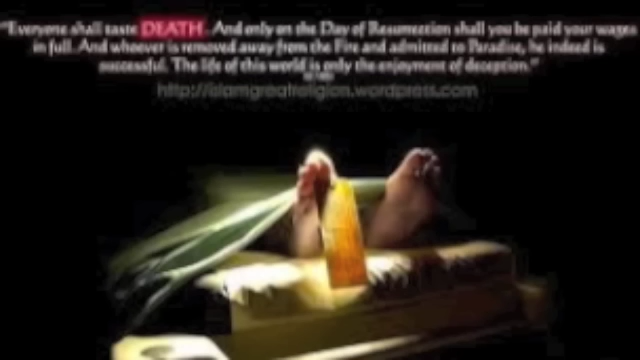 "Everyone shall taste DEATH. And only on the Day of Resurrection shall you be paid your wages
in full. And whoever is removed away from the Fire and admitted to Paradise, he indeed is
successful. The life of this world is only the enjoyment of deception."
http://islamgreatreligion.wordpress.com